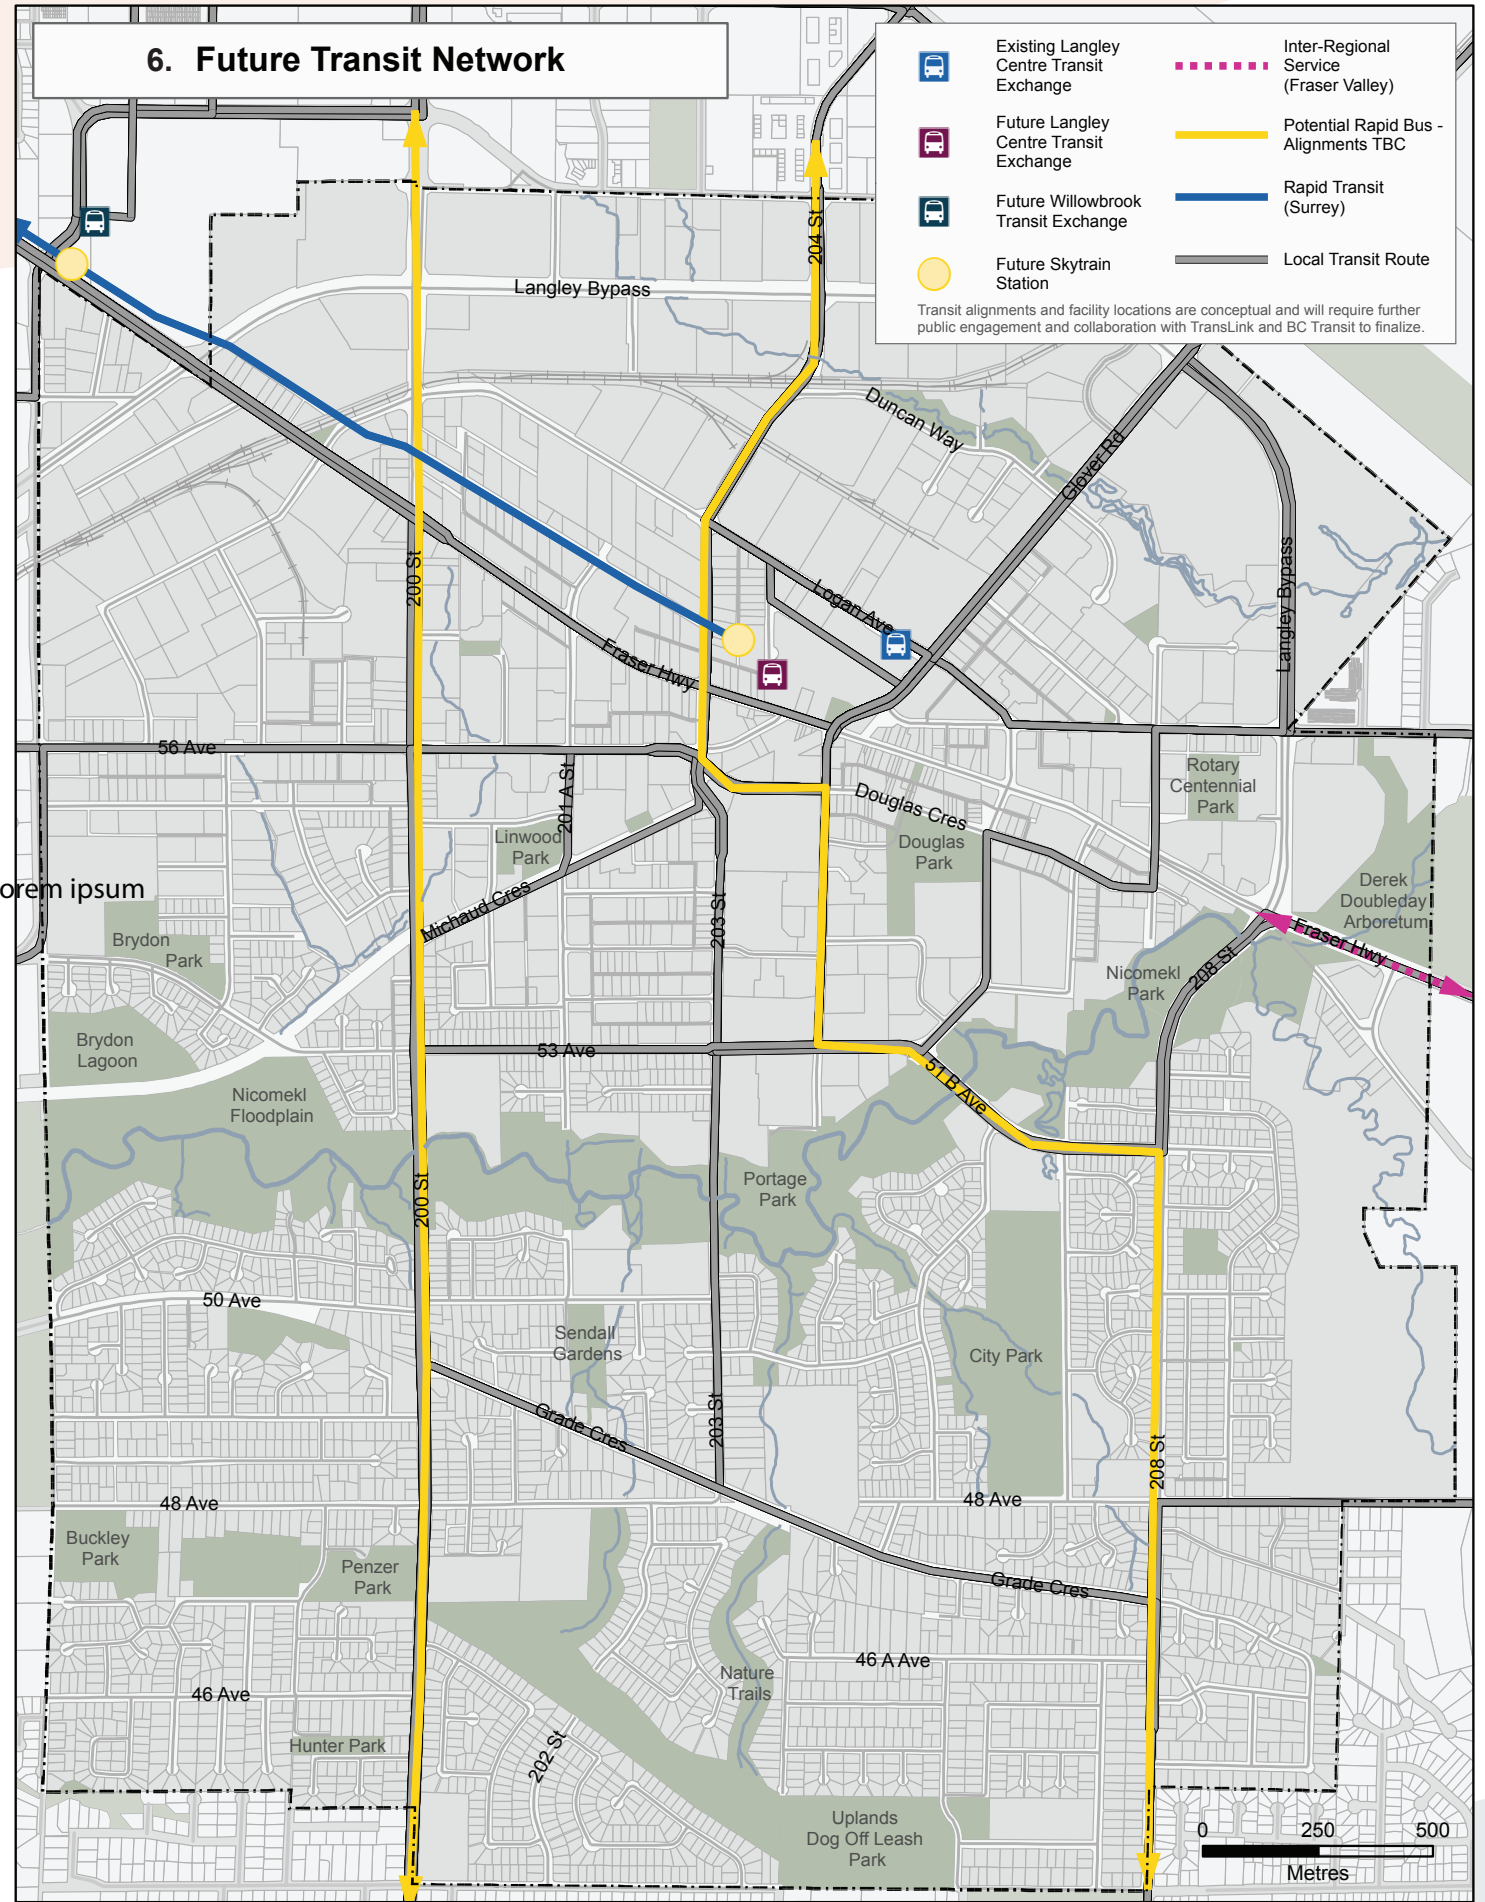 6. Future Transit Network
Existing Langley
Centre Transit
Exchange
Future Langley
Centre Transit
Exchange
Future Willowbrook
Transit Exchange
Future Skytrain
Station
Inter-Regional
Service
(Fraser Valley)
Potential Rapid Bus -
Alignments TBC
Rapid Transit
(Surrey)
Local Transit Route
Transit alignments and facility locations are conceptual and will require further
public engagement and collaboration with TransLink and BC Transit to finalize.
204 St
Langley Bypass
Duncan Way
Glover Rd
200 St
Langley Bypass
Logan Ave
Fraser Hwy
56 Ave
201 A St
Rotary
Centennial
Park
Douglas Cres
Linwood
Park
Douglas
Park
orem ipsum
Derek
Doubleday
Arboretum
Michaud Cres
203 St
Brydon
Park
Fraser Hwy
208 St
Nicomekl
Park
Brydon
Lagoon
53 Ave
51 B Ave
Nicomekl
Floodplain
200 St
Portage
Park
50 Ave
Sendall
Gardens
City Park
Grade Cres
203 St
208 St
48 Ave
48 Ave
Buckley
Park
Penzer
Park
Grade Cres
46 A Ave
Nature
Trails
46 Ave
Hunter Park
202 St
Uplands
Dog Off Leash
Park
0 250 500
Metres